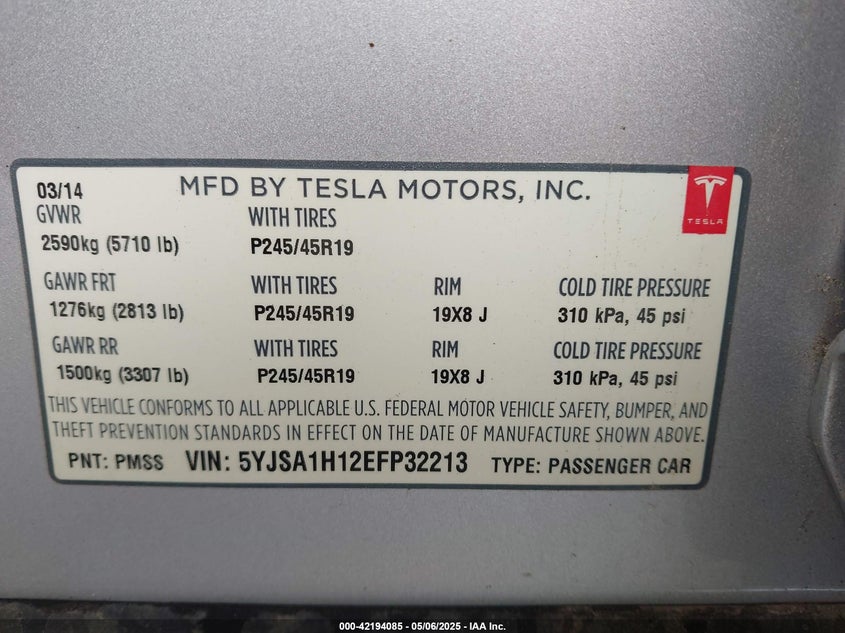 03/14 MFD BY TESLA MOTORS, INC.
TESLA
GVWR WITH TIRES
2590kg (5710 lb) P245/45R19
GAWR FRT WITH TIRES RIM COLD TIRE PRESSURE
1276kg (2813 lb) P245/45R19 19X8 J 310 kPa, 45 psi
GAWR RR WITH TIRES RIM COLD TIRE PRESSURE
1500kg (3307 lb) P245/45R19 19X8 J 310 kPa, 45 psi
THIS VEHICLE CONFORMS TO ALL APPLICABLE U.S. FEDERAL MOTOR VEHICLE SAFETY, BUMPER, AND
THEFT PREVENTION STANDARDS IN EFFECT ON THE DATE OF MANUFACTURE SHOWN ABOVE.
PNT: PMSS VIN: 5YJSA1H12EFP32213 TYPE: PASSENGER CAR
000-42194085 - 05/06/2025 - IAA Inc.